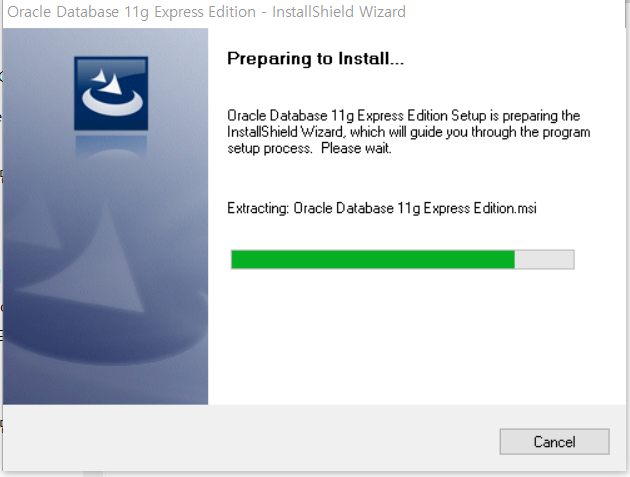 Oracle Database 11g Express Edition - InstallShield Wizard
Preparing to Install...
Oracle Database 11g Express Edition Setup is preparing the
InstallShield Wizard, which will guide you through the program
setup process.  Please wait.
Extracting: Oracle Database 11g Express Edition.msi
Cancel